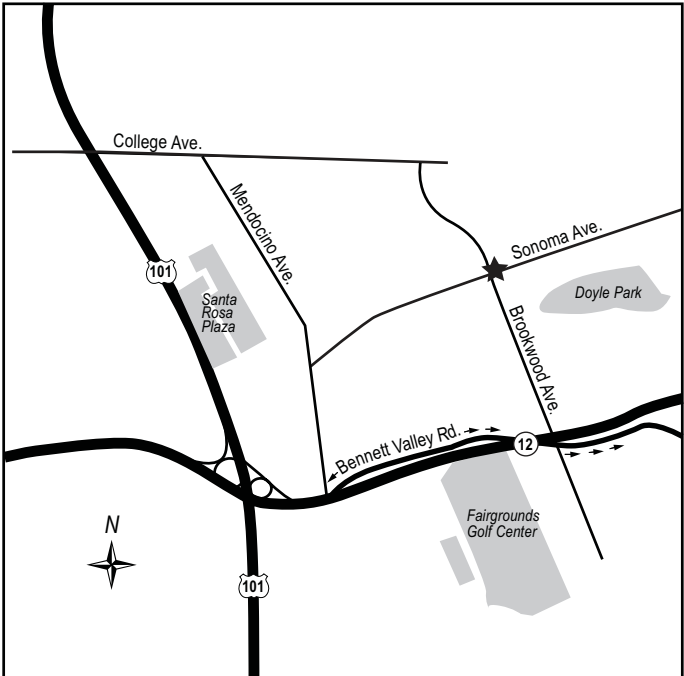 College Ave.
Mendocino Ave.
Sonoma Ave.
101
Santa
Rosa
Plaza
Doyle Park
Brookwood Ave.
Bennett Valley Rd.
12
Fairgrounds
Golf Center
N
101